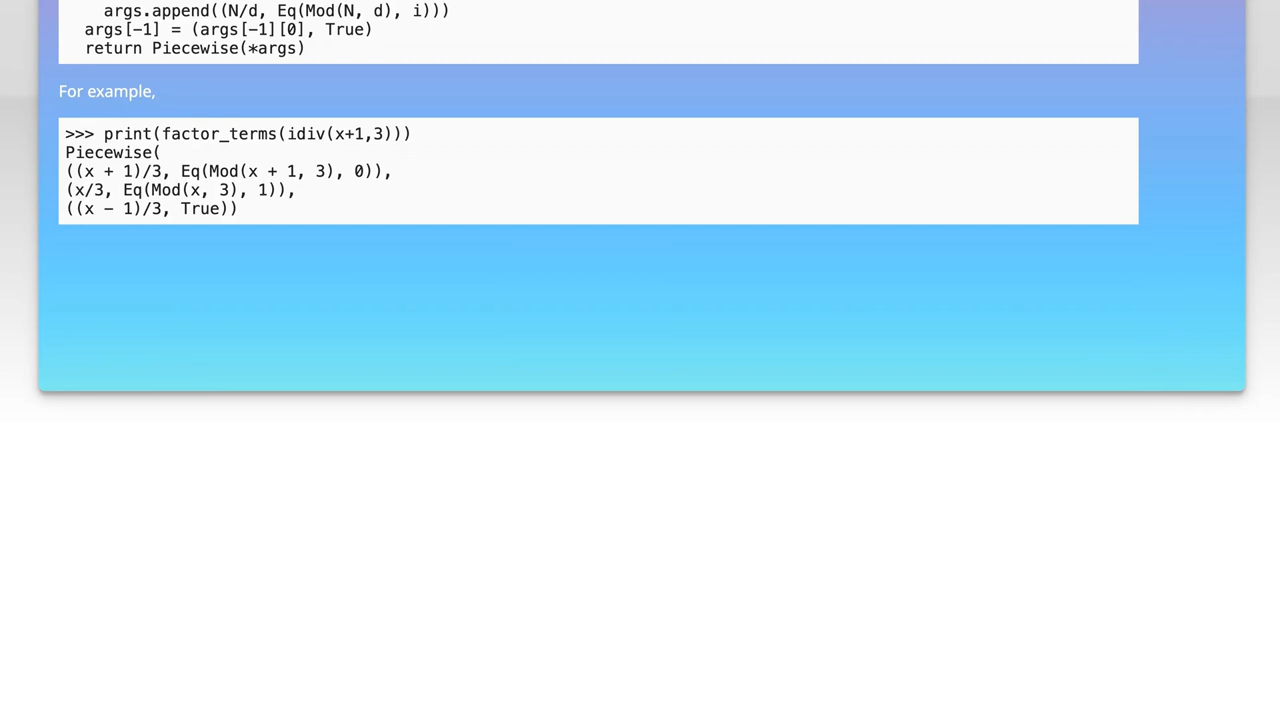 args.append((N/d, Eq(Mod(N, d), i)))
args[-1] = (args[-1][0], True)
return Piecewise(*args)
For example,
>>> print(factor_terms(idiv(x+1,3)))
Piecewise(
((x + 1)/3, Eq(Mod(x + 1, 3), 0)),
(x/3, Eq(Mod(x, 3), 1)),
((x - 1)/3, True))